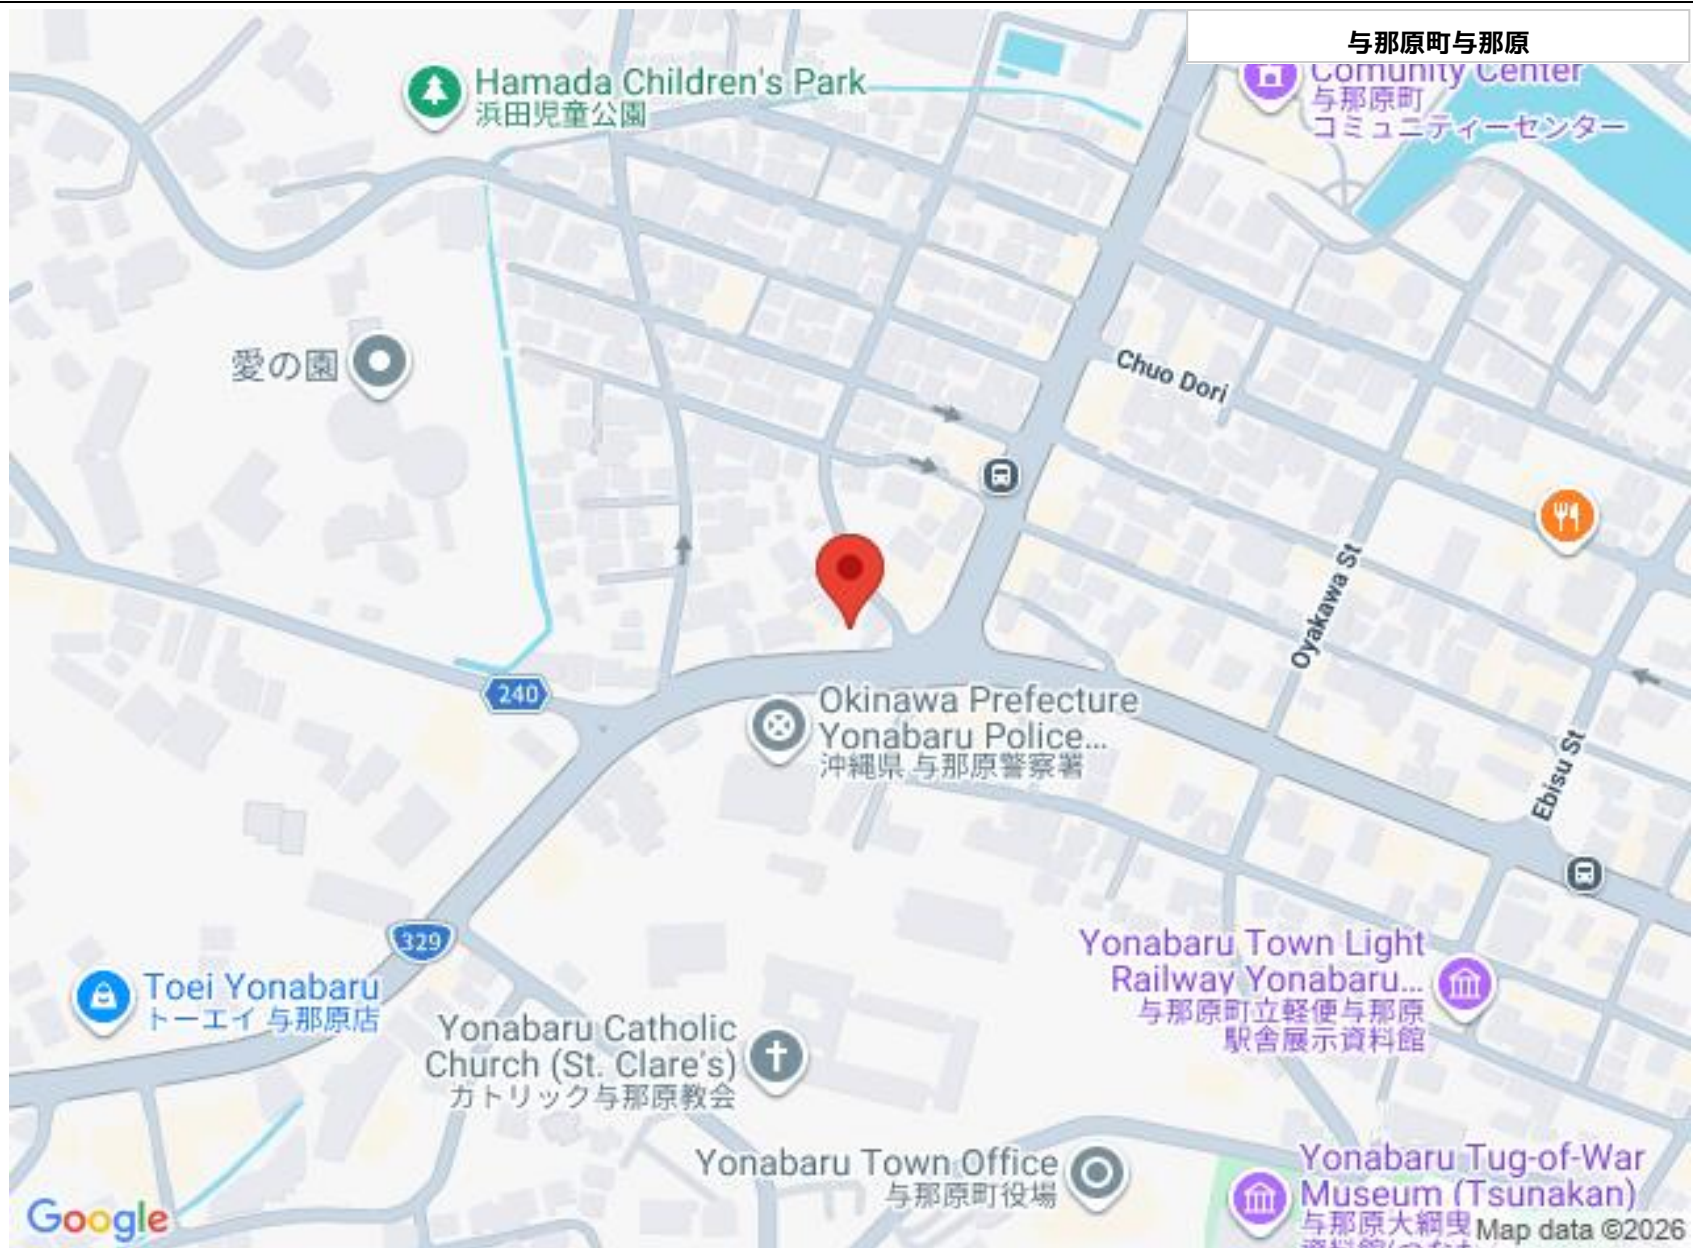 与那原町与那原
Hamada Children's Park
浜田児童公園
Comunity Center
与那原町
コミュニティーセンター
愛の園
Chuo Dori
Oyakawa St
240
Okinawa Prefecture
Yonabaru Police...
沖縄県 与那原警察署
Ebisu St
329
Toei Yonabaru
トーエイ 与那原店
Yonabaru Town Light
Railway Yonabaru...
与那原町立軽便与那原
駅舎展示資料館
Yonabaru Catholic
Church (St. Clare's)
カトリック与那原教会
Yonabaru Town Office
与那原町役場
Yonabaru Tug-of-War
Museum (Tsunakan)
与那原大綱曳
Google
Map data ©2026